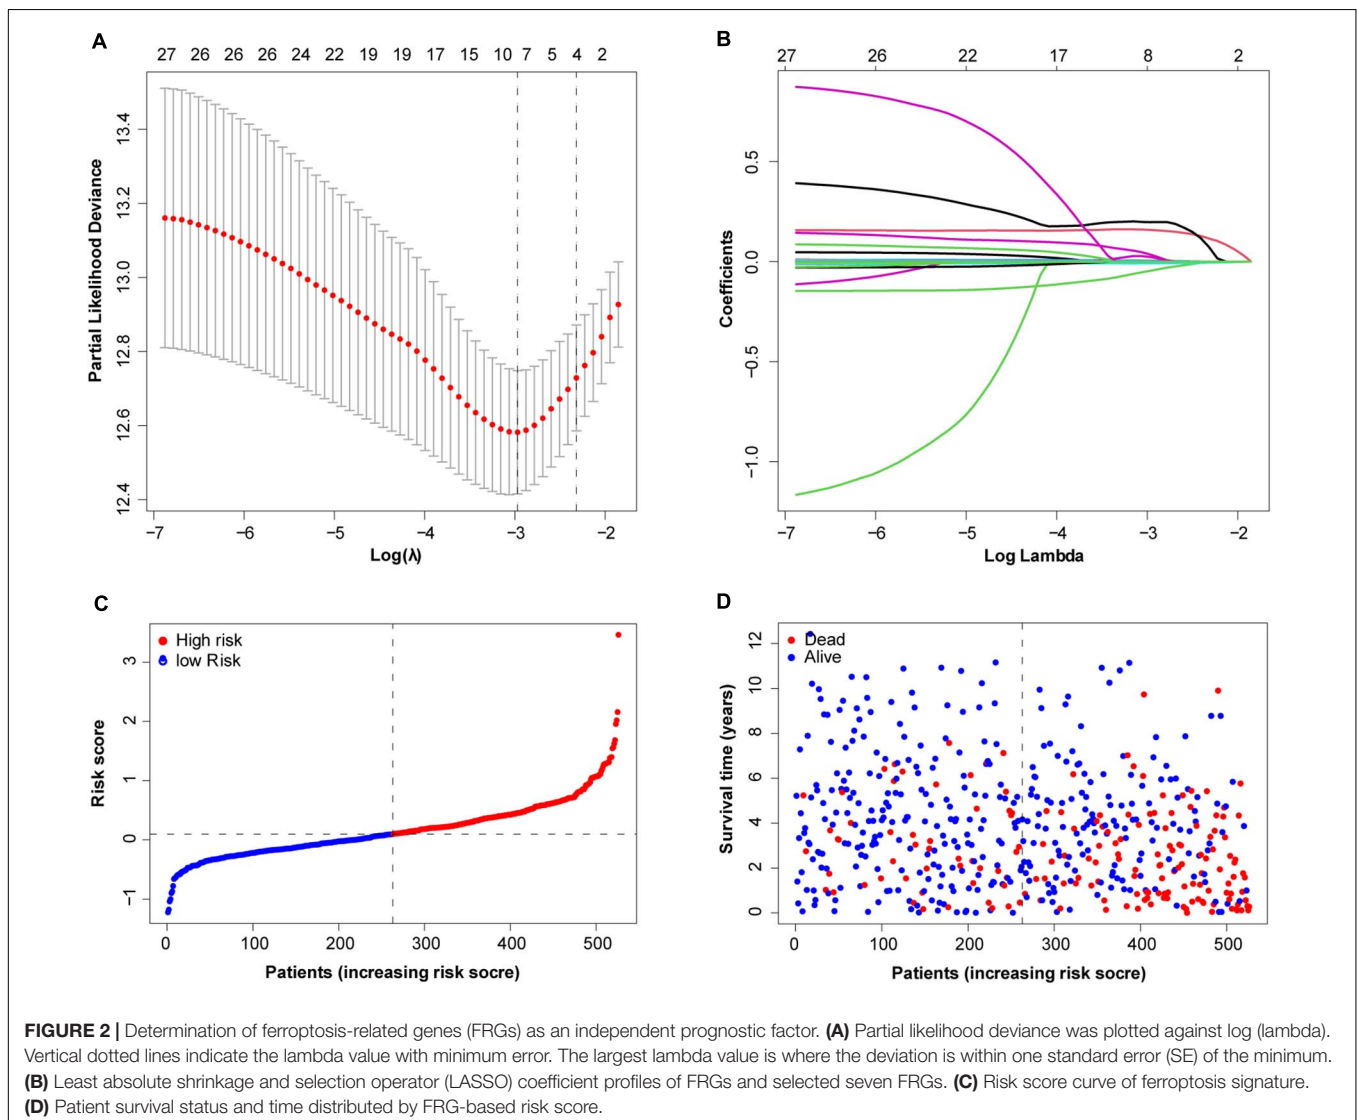 A
27 26 26 26 24 22 19 19 17 15 10 7 5 4 2
Partial Likelihood Deviance
13.4
13.2
13.0
12.8
12.6
12.4
−7 −6 −5 −4 −3 −2
Log(λ)
B
27 26 22 17 8 2
Coefficients
0.5
0.0
−0.5
−1.0
−7 −6 −5 −4 −3 −2
Log Lambda
C
High risk
low Risk
Risk score
3
2
1
0
−1
0 100 200 300 400 500
Patients (increasing risk socre)
D
Dead
Alive
Survival time (years)
12
10
8
6
4
2
0
0 100 200 300 400 500
Patients (increasing risk socre)
FIGURE 2 | Determination of ferroptosis-related genes (FRGs) as an independent prognostic factor. (A) Partial likelihood deviance was plotted against log (lambda).
Vertical dotted lines indicate the lambda value with minimum error. The largest lambda value is where the deviation is within one standard error (SE) of the minimum.
(B) Least absolute shrinkage and selection operator (LASSO) coefficient profiles of FRGs and selected seven FRGs. (C) Risk score curve of ferroptosis signature.
(D) Patient survival status and time distributed by FRG-based risk score.